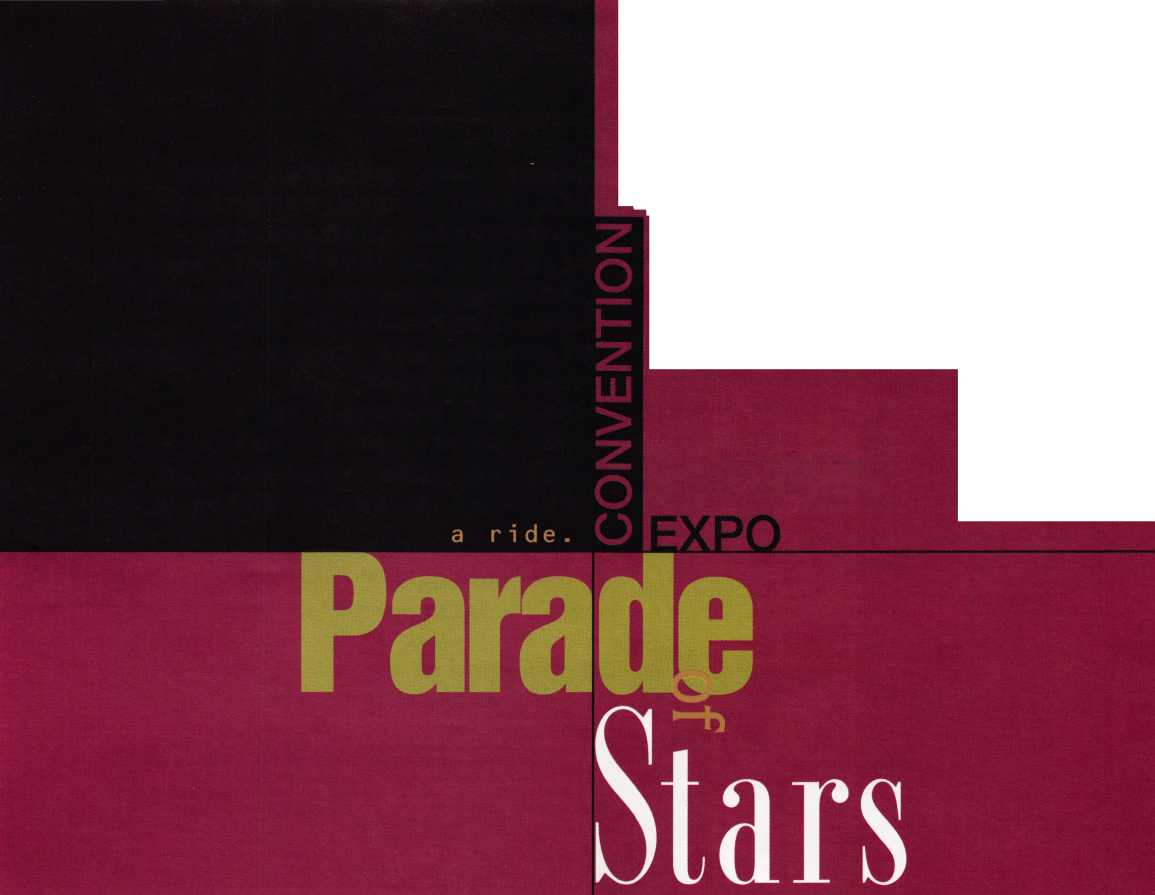 CONVENTION
a ride.
EXPO
Parade
of
Stars